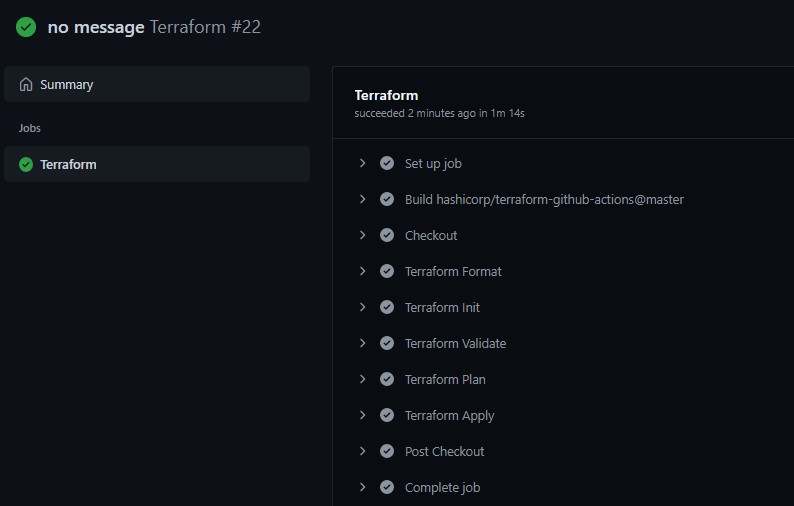 no message Terraform #22
Summary
Jobs
Terraform
Terraform
succeeded 2 minutes ago in 1m 14s
Set up job
Build hashicorp/terraform-github-actions@master
Checkout
Terraform Format
Terraform Init
Terraform Validate
Terraform Plan
Terraform Apply
Post Checkout
Complete job